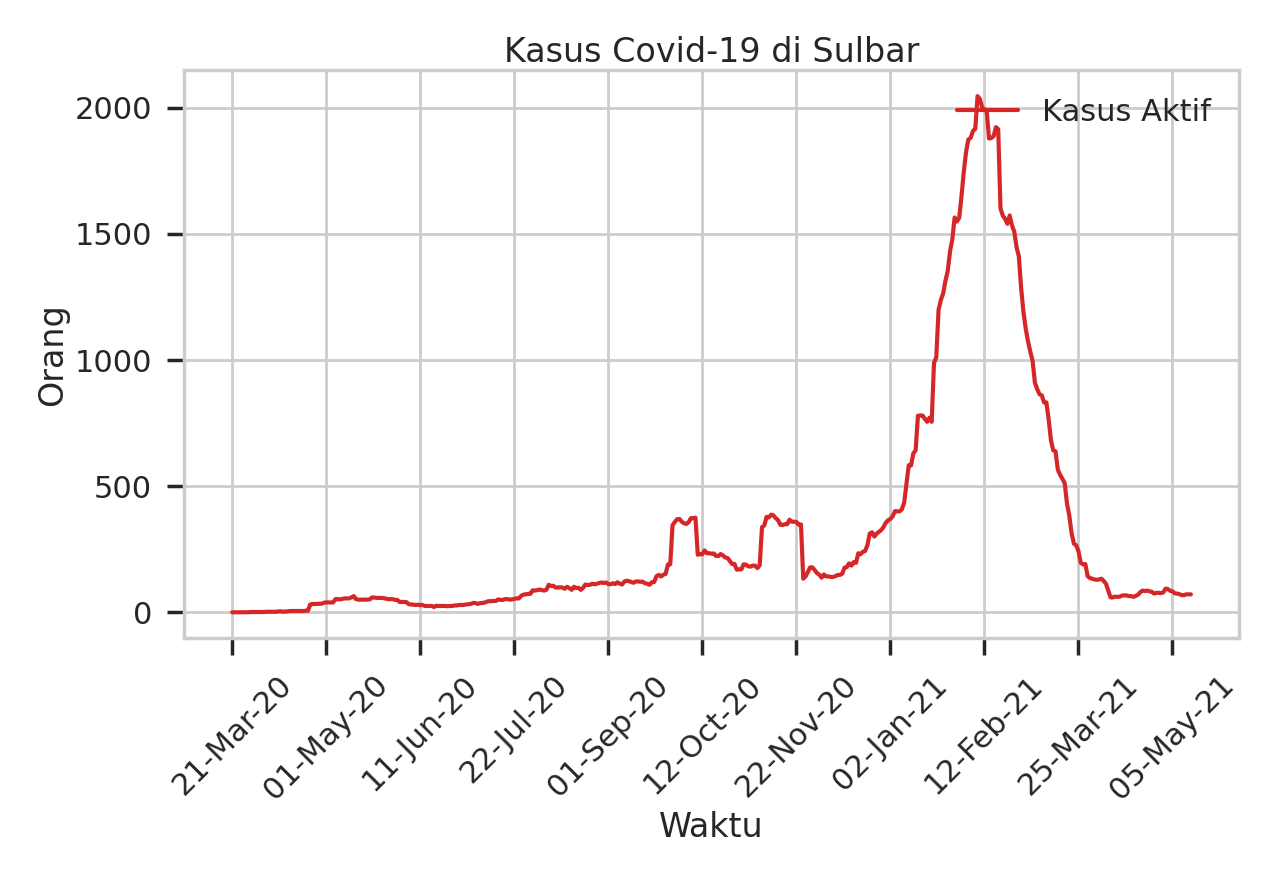 Kasus Covid-19 di Sulbar
Kasus Aktif
Orang
2000
1500
1000
500
0
21-Mar-20
01-May-20
11-Jun-20
22-Jul-20
01-Sep-20
12-Oct-20
22-Nov-20
02-Jan-21
12-Feb-21
25-Mar-21
05-May-21
Waktu